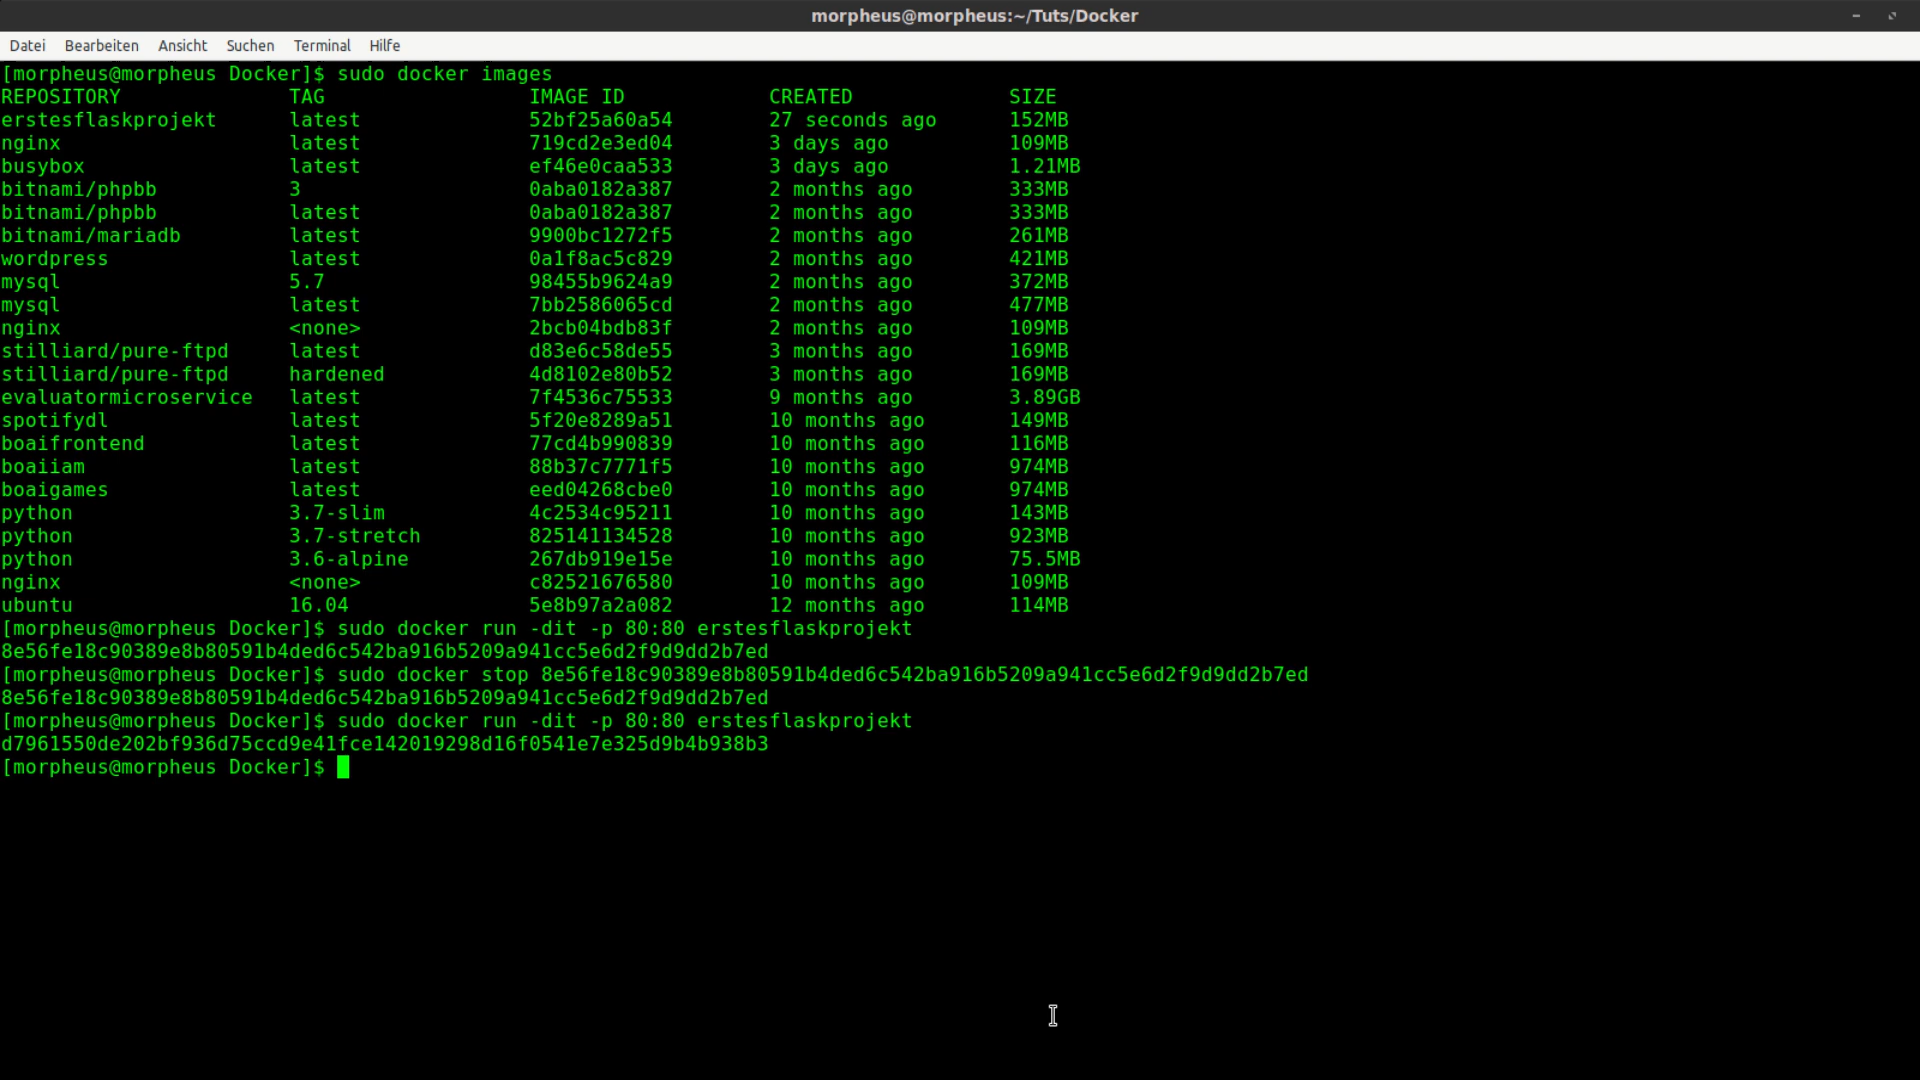 morpheus@morpheus:~/Tuts/Docker
Datei Bearbeiten Ansicht Suchen Terminal Hilfe
[morpheus@morpheus Docker]$ sudo docker images
REPOSITORY TAG IMAGE ID CREATED SIZE
erstesflaskprojekt latest 52bf25a60a54 27 seconds ago 152MB
nginx latest 719cd2e3ed04 3 days ago 109MB
busybox latest ef46e0caa533 3 days ago 1.21MB
bitnami/phpbb 3 0aba0182a387 2 months ago 333MB
bitnami/phpbb latest 0aba0182a387 2 months ago 333MB
bitnami/mariadb latest 9900bc1272f5 2 months ago 261MB
wordpress latest 0a1f8ac5c829 2 months ago 421MB
mysql 5.7 98455b9624a9 2 months ago 372MB
mysql latest 7bb2586065cd 2 months ago 477MB
nginx <none> 2bcb04bdb83f 2 months ago 109MB
stilliard/pure-ftpd latest d83e6c58de55 3 months ago 169MB
stilliard/pure-ftpd hardened 4d8102e80b52 3 months ago 169MB
evaluatormicroservice latest 7f4536c75533 9 months ago 3.89GB
spotifydl latest 5f20e8289a51 10 months ago 149MB
boaifrontend latest 77cd4b990839 10 months ago 116MB
boaiiam latest 88b37c7771f5 10 months ago 974MB
boaigames latest eed04268cbe0 10 months ago 974MB
python 3.7-slim 4c2534c95211 10 months ago 143MB
python 3.7-stretch 825141134528 10 months ago 923MB
python 3.6-alpine 267db919e15e 10 months ago 75.5MB
nginx <none> c82521676580 10 months ago 109MB
ubuntu 16.04 5e8b97a2a082 12 months ago 114MB
[morpheus@morpheus Docker]$ sudo docker run -dit -p 80:80 erstesflaskprojekt
8e56fe18c90389e8b80591b4ded6c542ba916b5209a941cc5e6d2f9d9dd2b7ed
[morpheus@morpheus Docker]$ sudo docker stop 8e56fe18c90389e8b80591b4ded6c542ba916b5209a941cc5e6d2f9d9dd2b7ed
8e56fe18c90389e8b80591b4ded6c542ba916b5209a941cc5e6d2f9d9dd2b7ed
[morpheus@morpheus Docker]$ sudo docker run -dit -p 80:80 erstesflaskprojekt
d7961550de202bf936d75ccd9e41fce142019298d16f0541e7e325d9b4b938b3
[morpheus@morpheus Docker]$